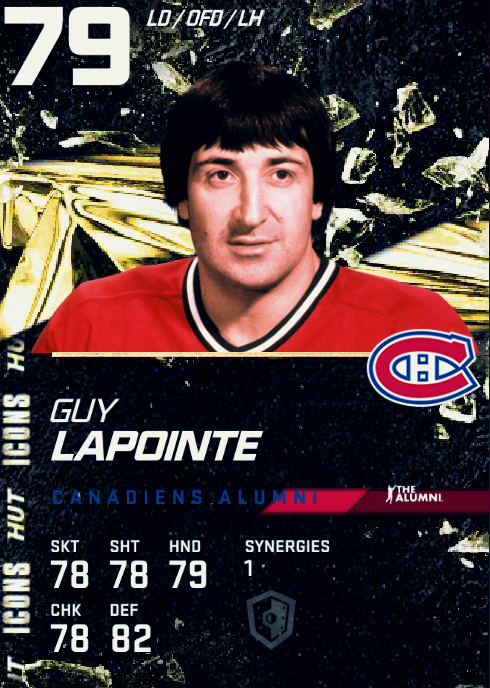 79
LD / OFD / LH
GUY
LAPOINTE
CANADIENS ALUMNI
THE
ALUMNI.
SKT SHT HND SYNERGIES
78 78 79 1
CHK DEF
78 82
HUT ICONS HUT ICONS HUT